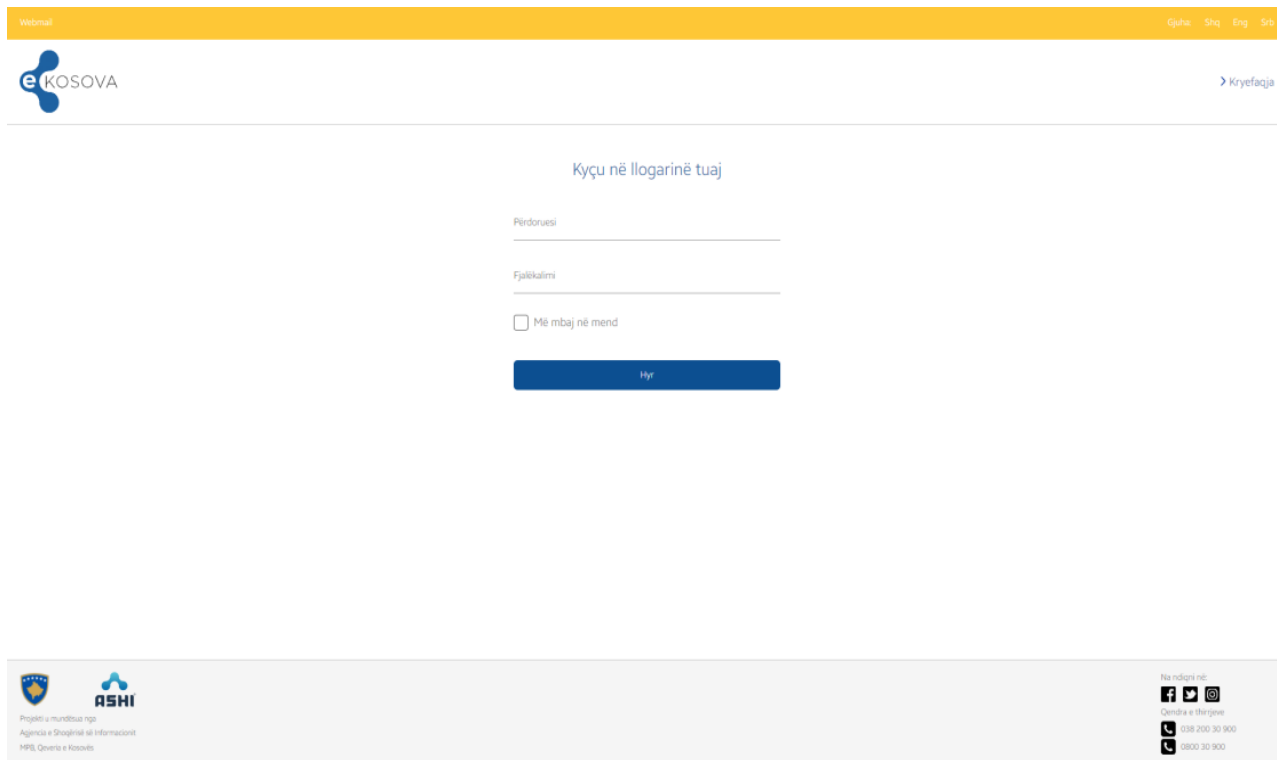 Webmail
Gjuha Shq Eng Srb
e KOSOVA
Kryefaqja
Kyçu në llogarinë tuaj
Përdoruesi
Fjalëkalimi
Më mbaj në mend
Hyr
ASHI
Projekti u mundësua nga
Agjencia e Shoqërisë së Informacionit
MPB, Qeveria e Kosovës
Na ndiqni në:
Qendra e thirrjeve
038 200 30 900
0800 30 900